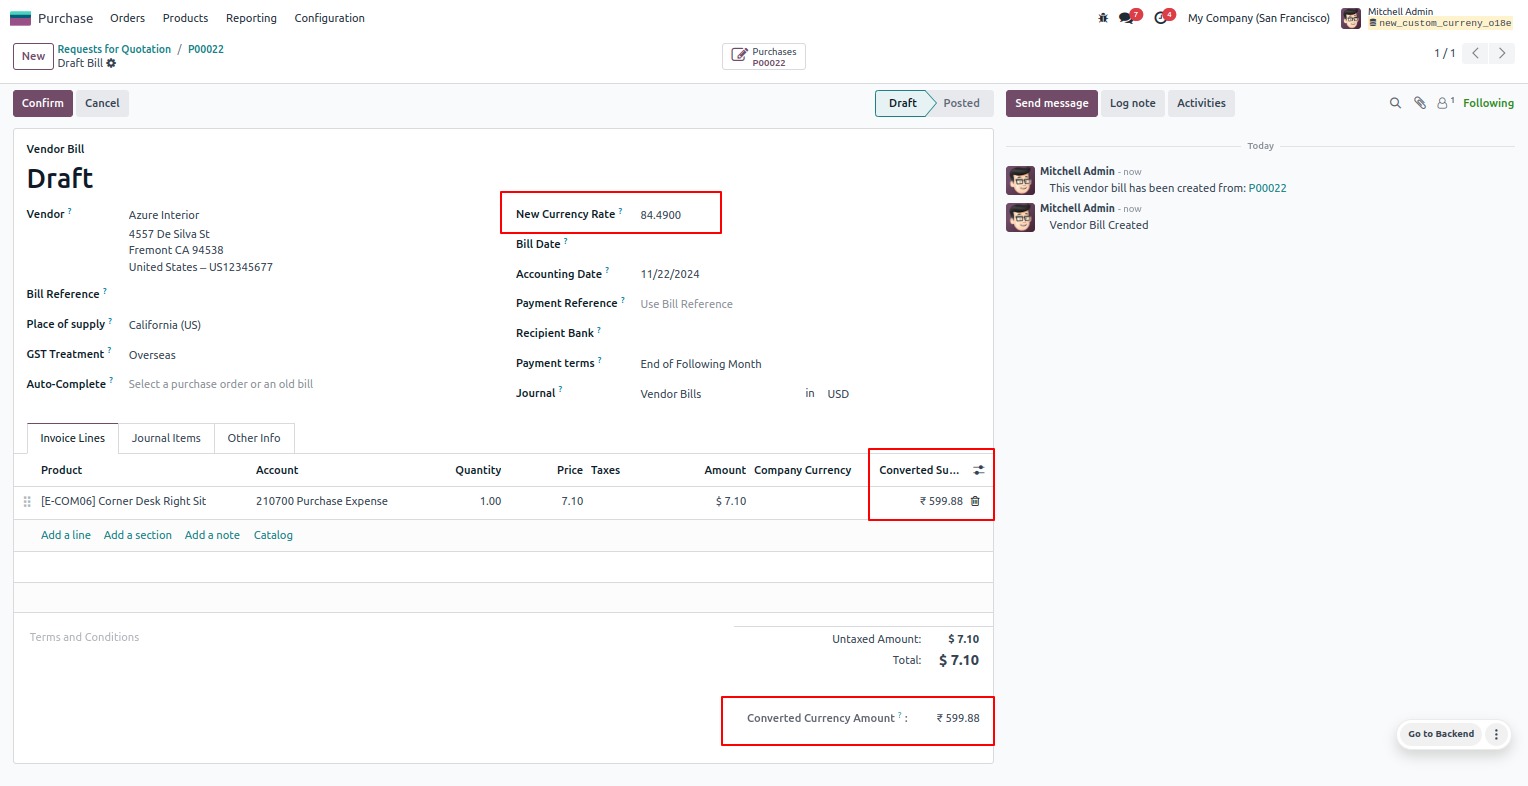 Purchase Orders Products Reporting Configuration
7 4 My Company (San Francisco) Mitchell Admin
new_custom_curreny_o18e
New Requests for Quotation / P00022
Draft Bill
Purchases
P00022
1 / 1
Confirm Cancel
Draft Posted
Send message Log note Activities
1 Following
Vendor Bill
Draft
Vendor ? Azure Interior
4557 De Silva St
Fremont CA 94538
United States – US12345677
Bill Reference ?
Place of supply ? California (US)
GST Treatment ? Overseas
Auto-Complete ? Select a purchase order or an old bill
New Currency Rate ? 84.4900
Bill Date ?
Accounting Date ? 11/22/2024
Payment Reference ? Use Bill Reference
Recipient Bank ?
Payment terms ? End of Following Month
Journal ? Vendor Bills in USD
Invoice Lines Journal Items Other Info
Product Account Quantity Price Taxes Amount Company Currency Converted Su...
[E-COM06] Corner Desk Right Sit 210700 Purchase Expense 1.00 7.10 $ 7.10 ₹ 599.88
Add a line Add a section Add a note Catalog
Terms and Conditions
Untaxed Amount: $ 7.10
Total: $ 7.10
Converted Currency Amount ? : ₹ 599.88
Today
Mitchell Admin - now
This vendor bill has been created from: P00022
Mitchell Admin - now
Vendor Bill Created
Go to Backend